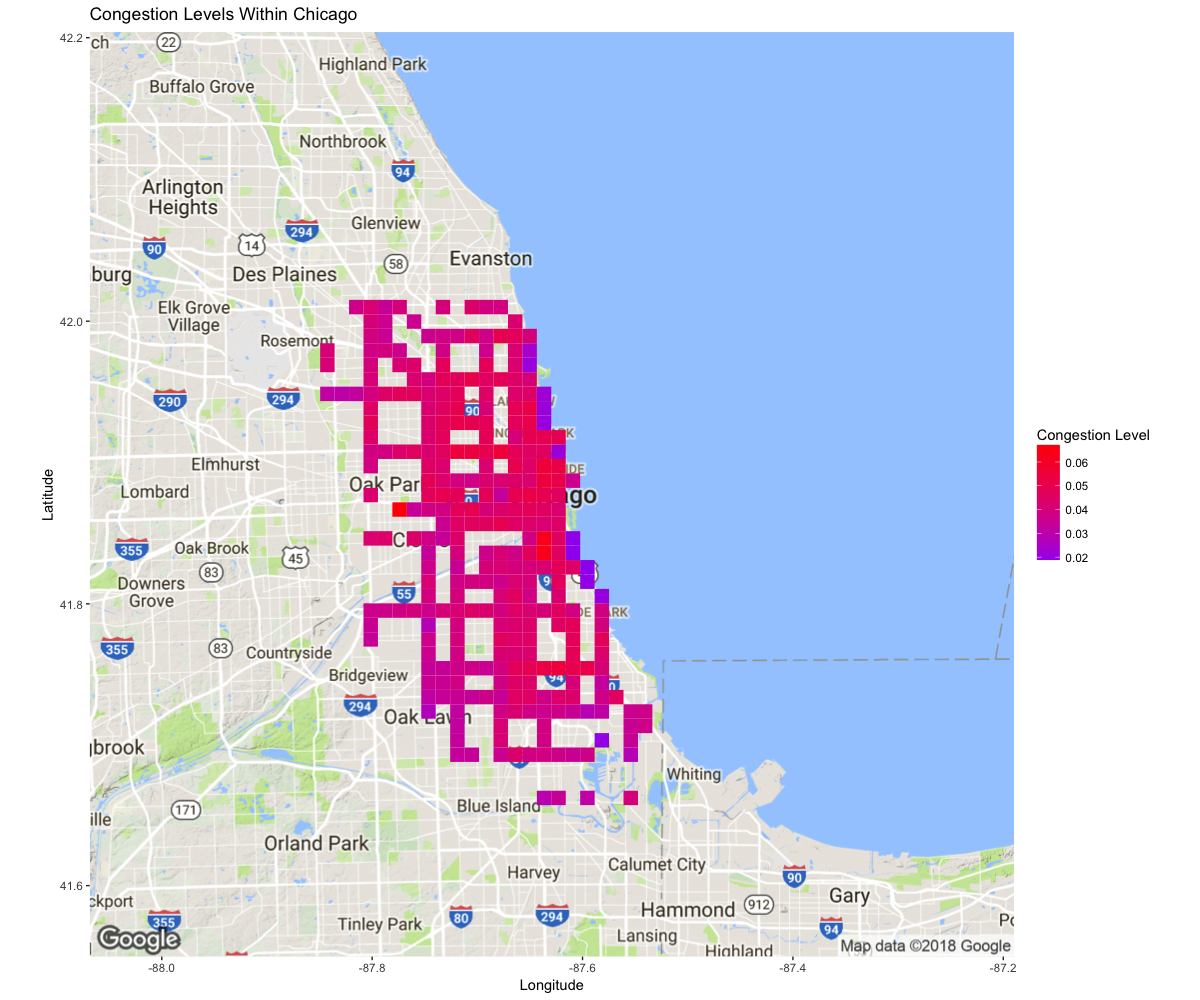 Congestion Levels Within Chicago
42.2
ch
22
Highland Park
Buffalo Grove
Northbrook
94
Arlington
Heights
Glenview
294
90
14
58
Evanston
burg
Des Plaines
Elk Grove
Village
42.0
Rosemont
290
294
90
Elmhurst
Oak Par
Lombard
ago
355
Oak Brook
45
83
Downers
Grove
55
41.8
DE PARK
355
83
Countryside
Bridgeview
94
294
Oak Lawn
gbrook
Whiting
171
ille
Blue Island
Orland Park
Calumet City
Harvey
90
41.6
Gary
ckport
Hammond
912
355
Tinley Park
80
294
94
Lansing
Highland
Google
Map data ©2018 Google
-88.0
-87.8
-87.6
-87.4
-87.2
Longitude
Latitude
Congestion Level
0.06
0.05
0.04
0.03
0.02